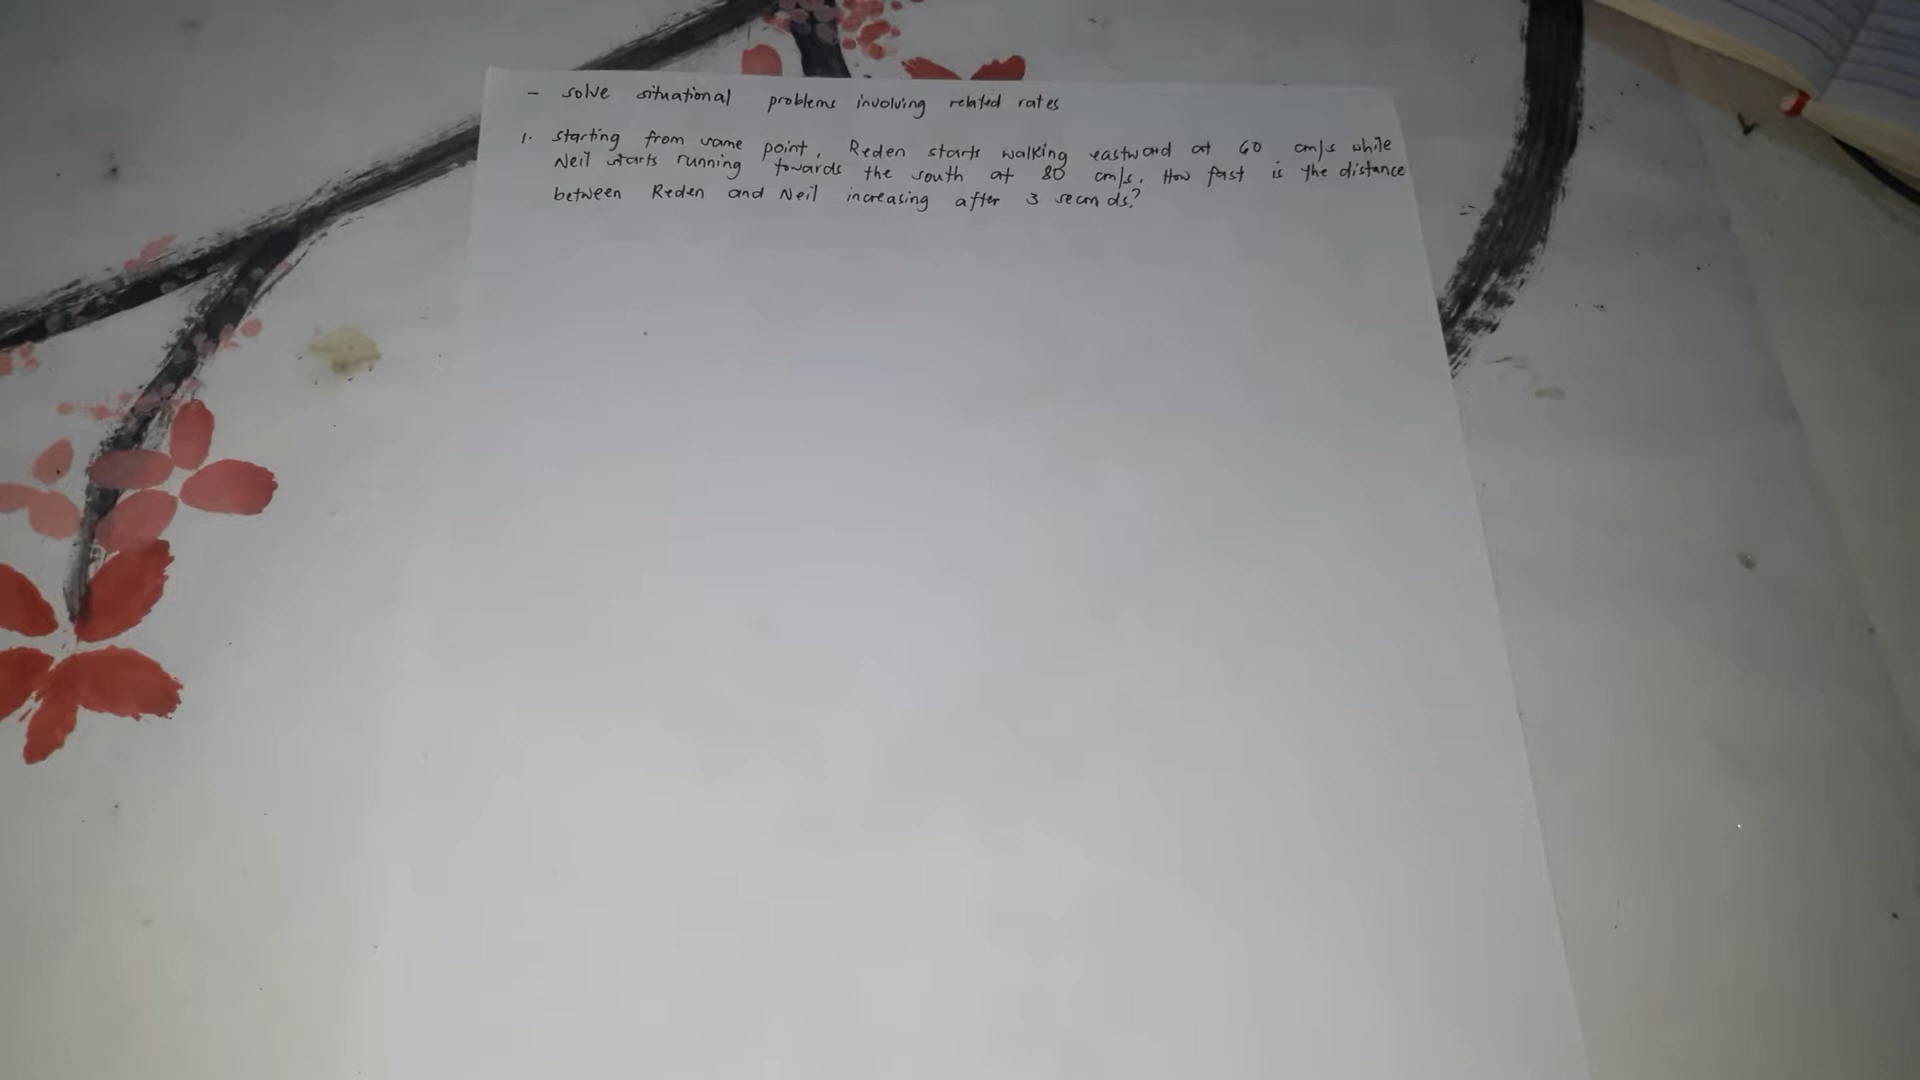 - solve situational problems involving related rates
1. Starting from same point, Reden starts walking eastward at 60 cm/s while
Neil starts running towards the south at 80 cm/s. How fast is the distance
between Reden and Neil increasing after 3 seconds?